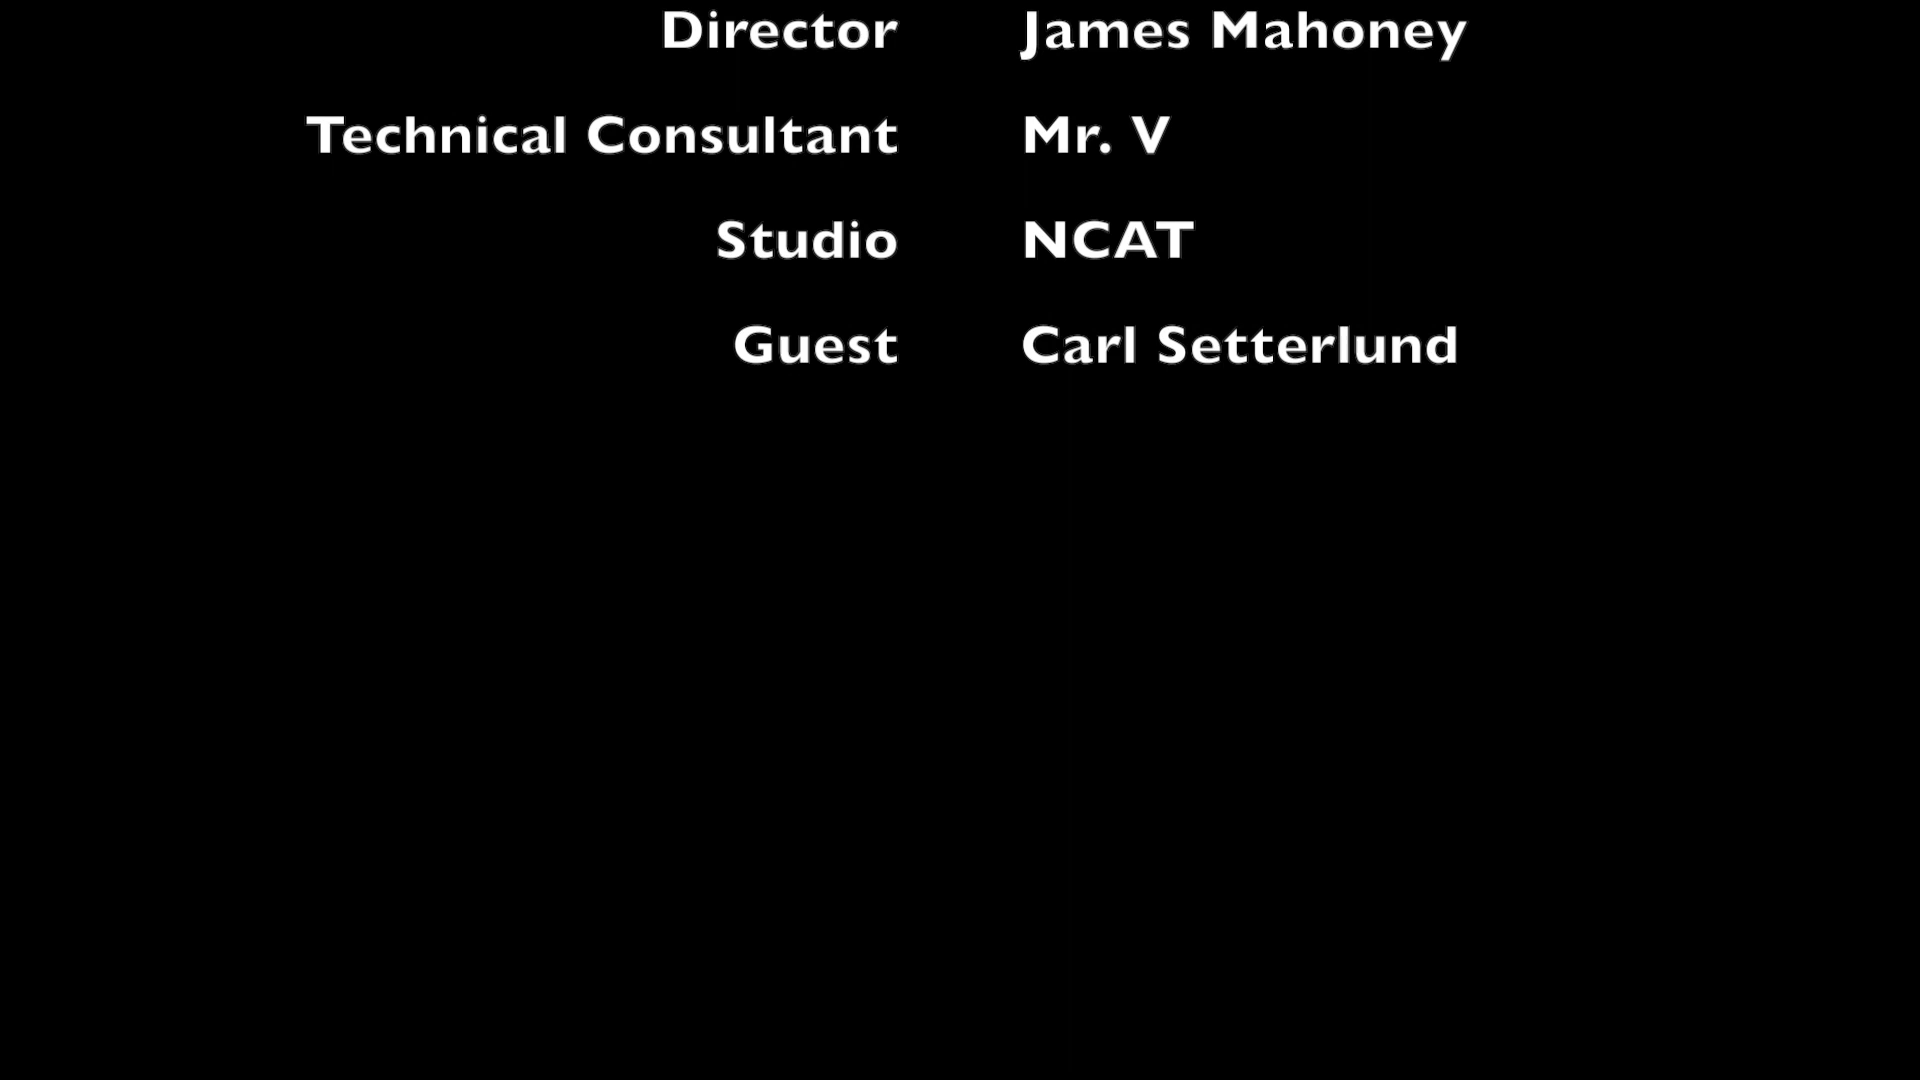 Director James Mahoney
Technical Consultant Mr. V
Studio NCAT
Guest Carl Setterlund